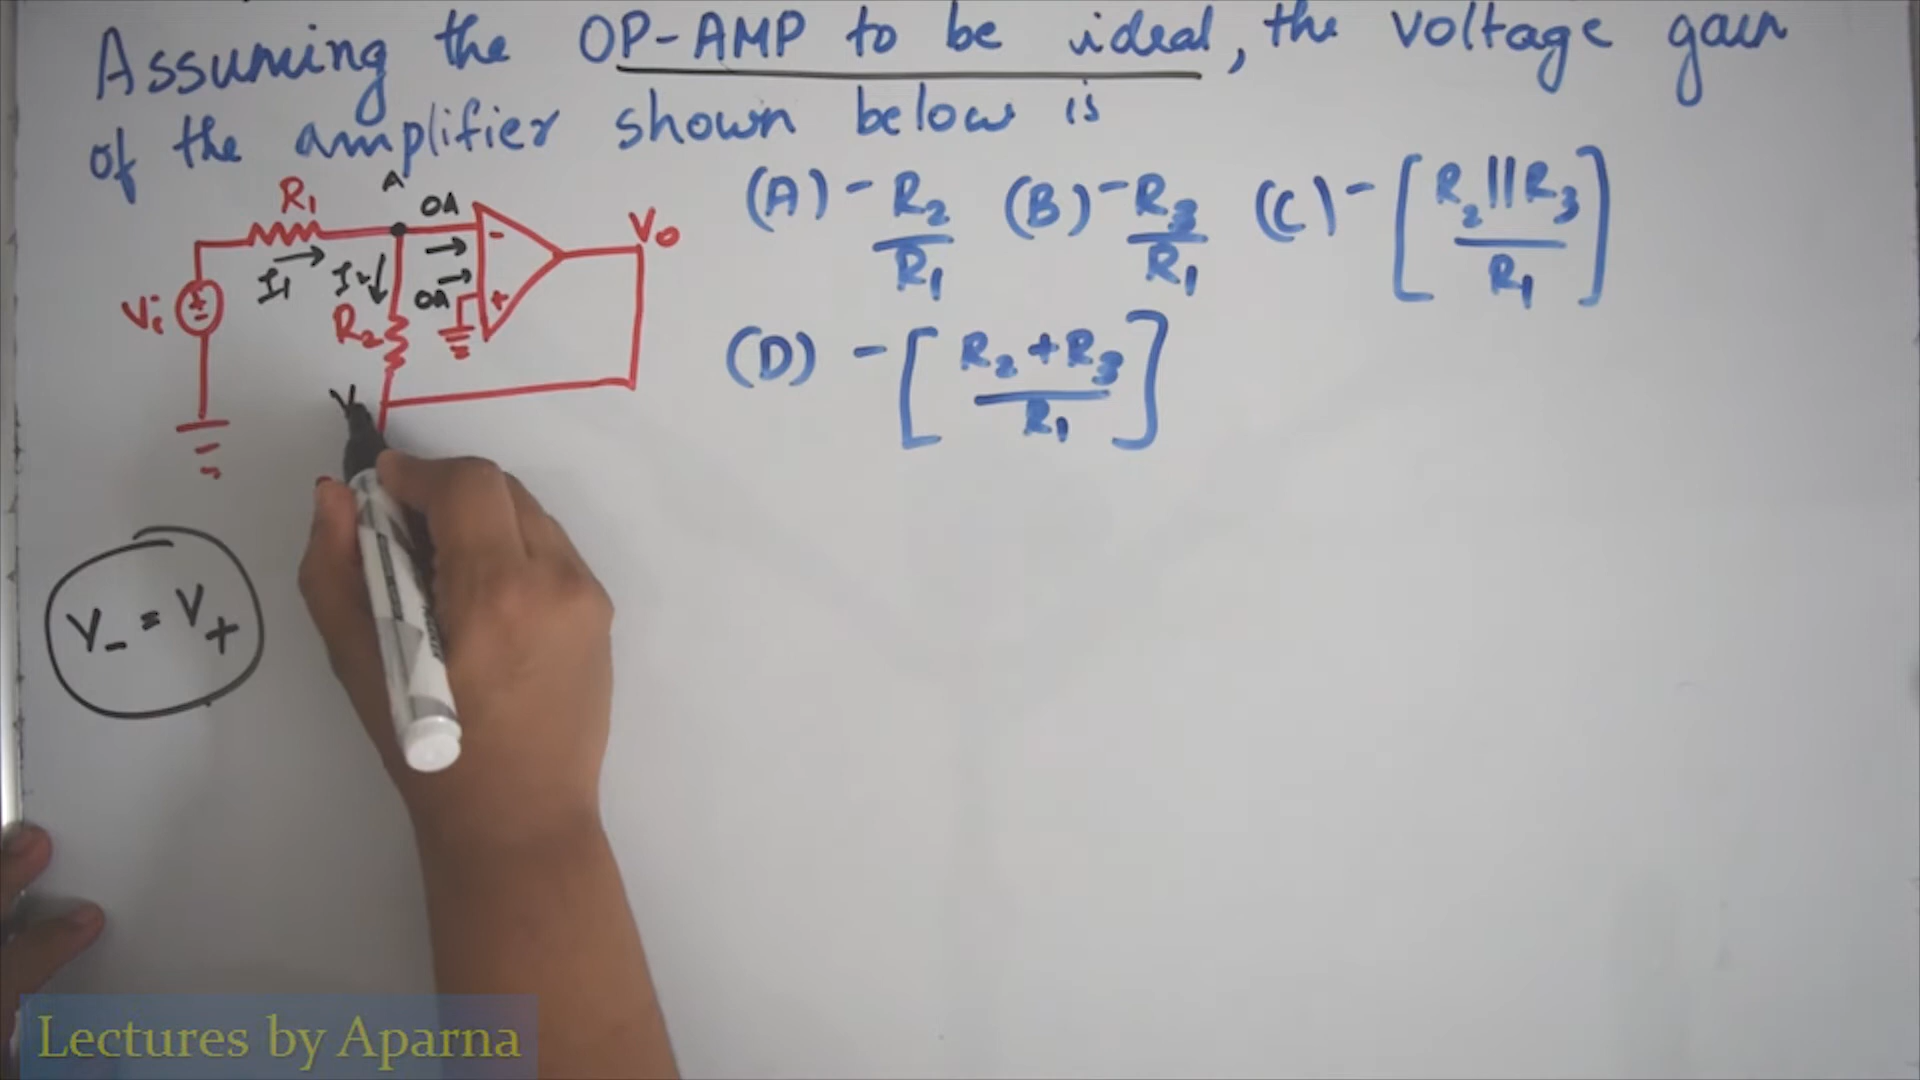 Assuming the OP-AMP to be ideal, the voltage gain
of the amplifier shown below is
(A) - R2/R1 (B) - R3/R1 (C) - [R2||R3/R1]
(D) - [R2+R3/R1]
A
R1
0A
-
Vo
I1
I2
0A
+
Vi
+
-
R2
V
V- = V+
Lectures by Aparna